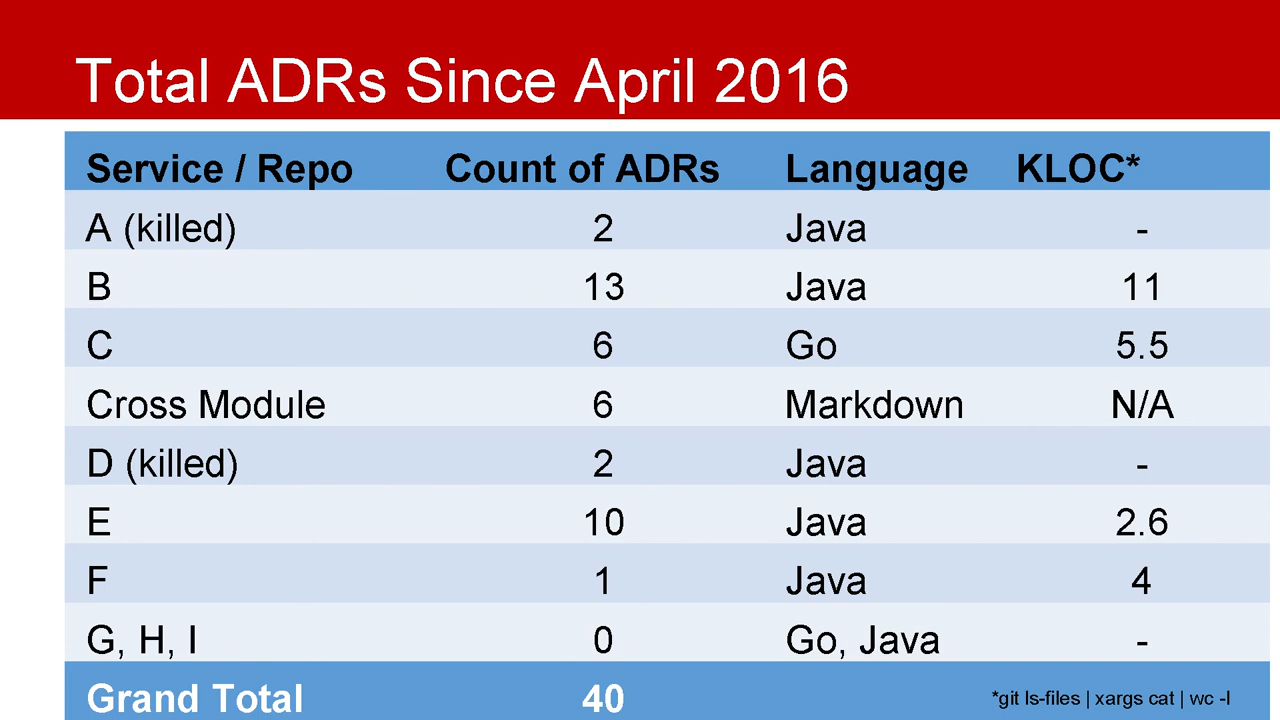 Total ADRs Since April 2016
Service / Repo Count of ADRs Language KLOC*
A (killed) 2 Java -
B 13 Java 11
C 6 Go 5.5
Cross Module 6 Markdown N/A
D (killed) 2 Java -
E 10 Java 2.6
F 1 Java 4
G, H, I 0 Go, Java -
Grand Total 40 *git ls-files | xargs cat | wc -l